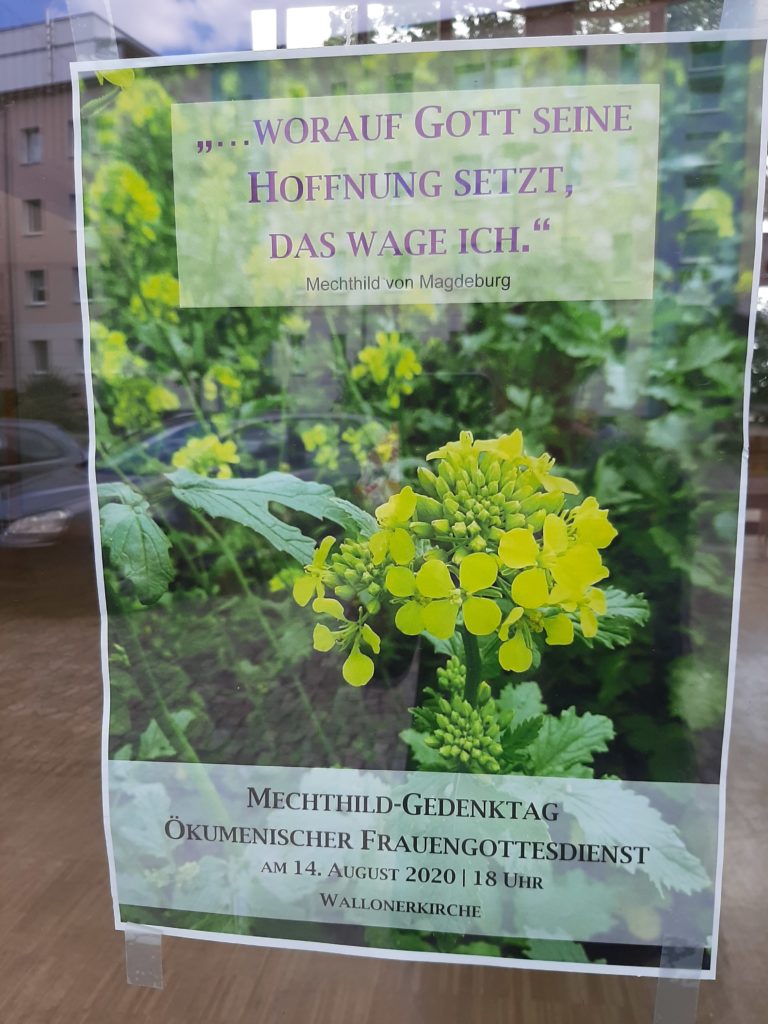 „...WORAUF GOTT SEINE
HOFFNUNG SETZT,
DAS WAGE ICH.“
Mechthild von Magdeburg
MECHTHILD-GEDENKTAG
ÖKUMENISCHER FRAUENGOTTESDIENST
AM 14. AUGUST 2020 | 18 UHR
WALLONERKIRCHE